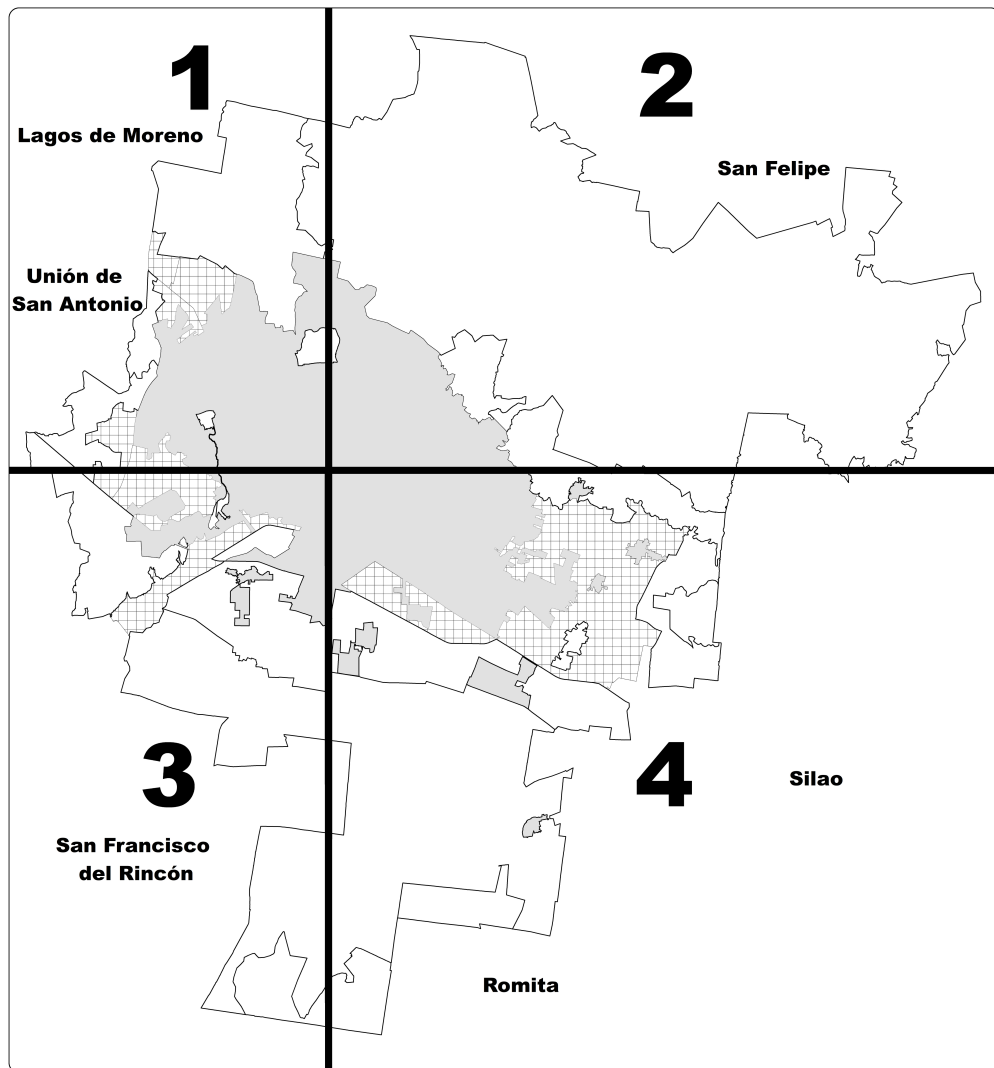 1
2
Lagos de Moreno
San Felipe
Unión de
San Antonio
3
4
Silao
San Francisco
del Rincón
Romita